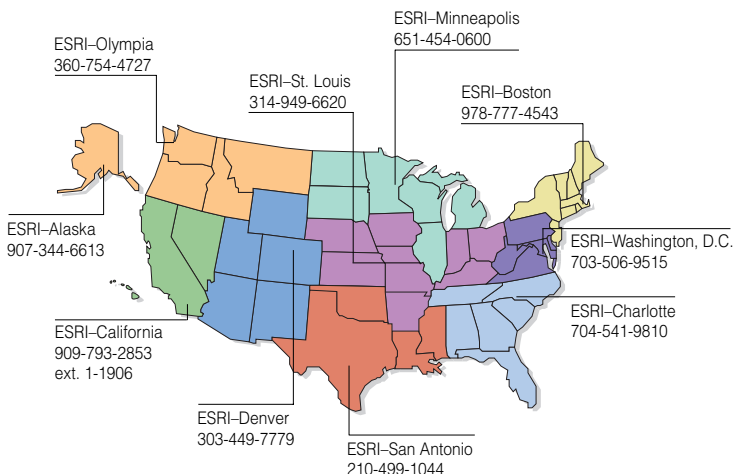 ESRI–Minneapolis
651-454-0600
ESRI–Olympia
360-754-4727
ESRI–St. Louis
314-949-6620
ESRI–Boston
978-777-4543
ESRI–Alaska
907-344-6613
ESRI–Washington, D.C.
703-506-9515
ESRI–Charlotte
704-541-9810
ESRI–California
909-793-2853
ext. 1-1906
ESRI–Denver
303-449-7779
ESRI–San Antonio
210-499-1044